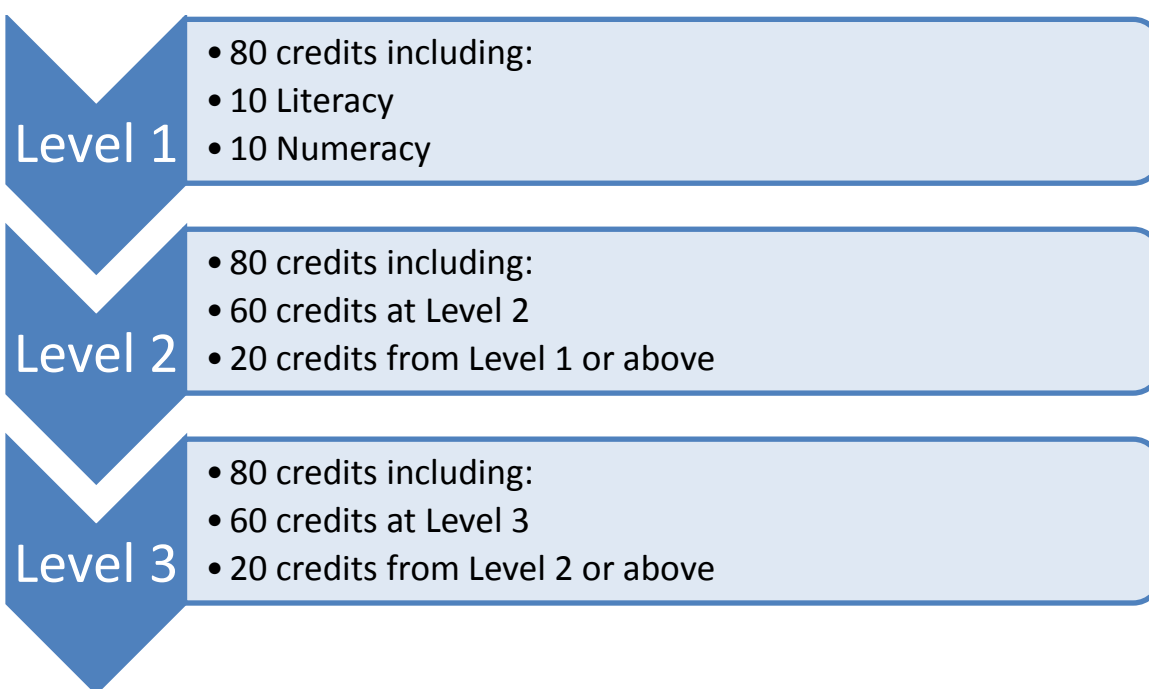 Level 1
• 80 credits including:
• 10 Literacy
• 10 Numeracy
Level 2
• 80 credits including:
• 60 credits at Level 2
• 20 credits from Level 1 or above
Level 3
• 80 credits including:
• 60 credits at Level 3
• 20 credits from Level 2 or above